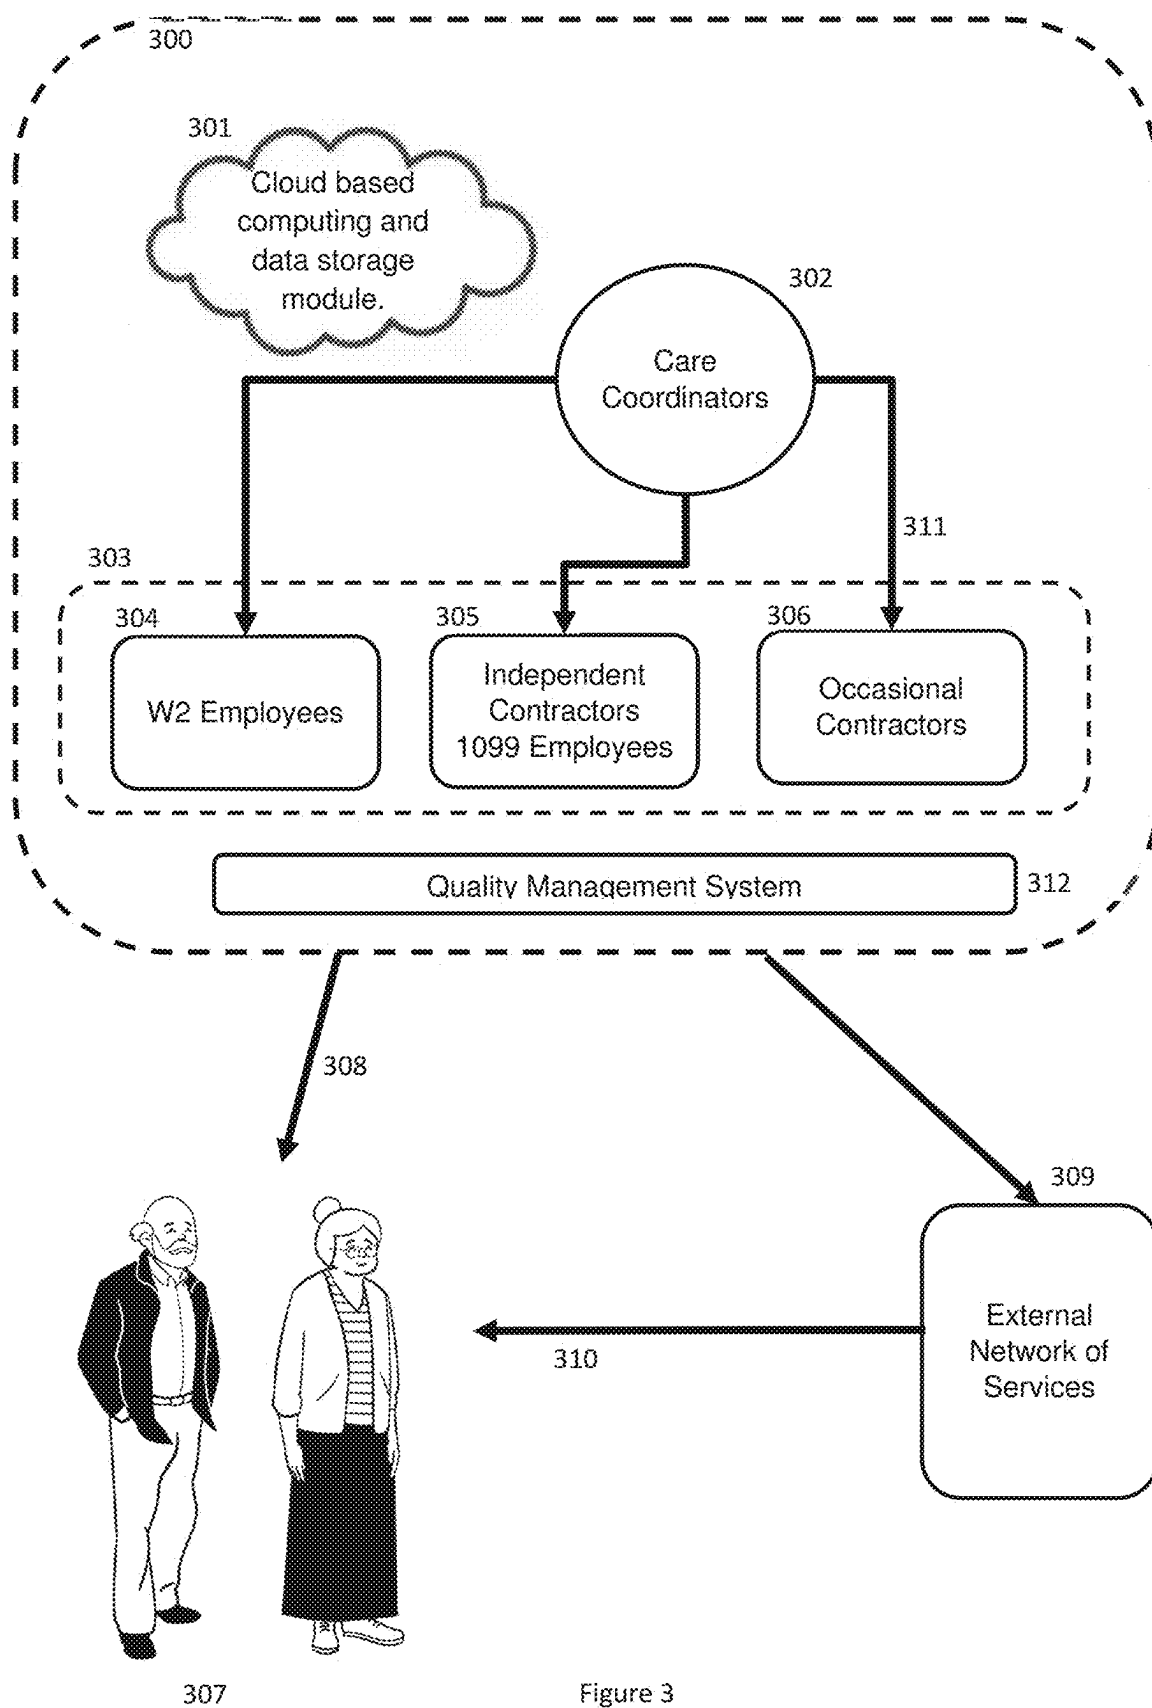 300
301
Cloud based
computing and
data storage
module.
302
Care
Coordinators
311
303
304
305
306
W2 Employees
Independent
Contractors
1099 Employees
Occasional
Contractors
Quality Management System
312
308
309
External
Network of
Services
310
307
Figure 3